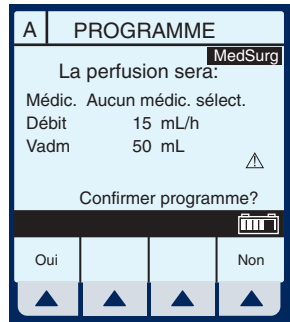 A PROGRAMME
MedSurg
La perfusion sera:
Médic. Aucun médic. sélect.
Débit 15 mL/h
Vadm 50 mL
Confirmer programme?
Oui Non